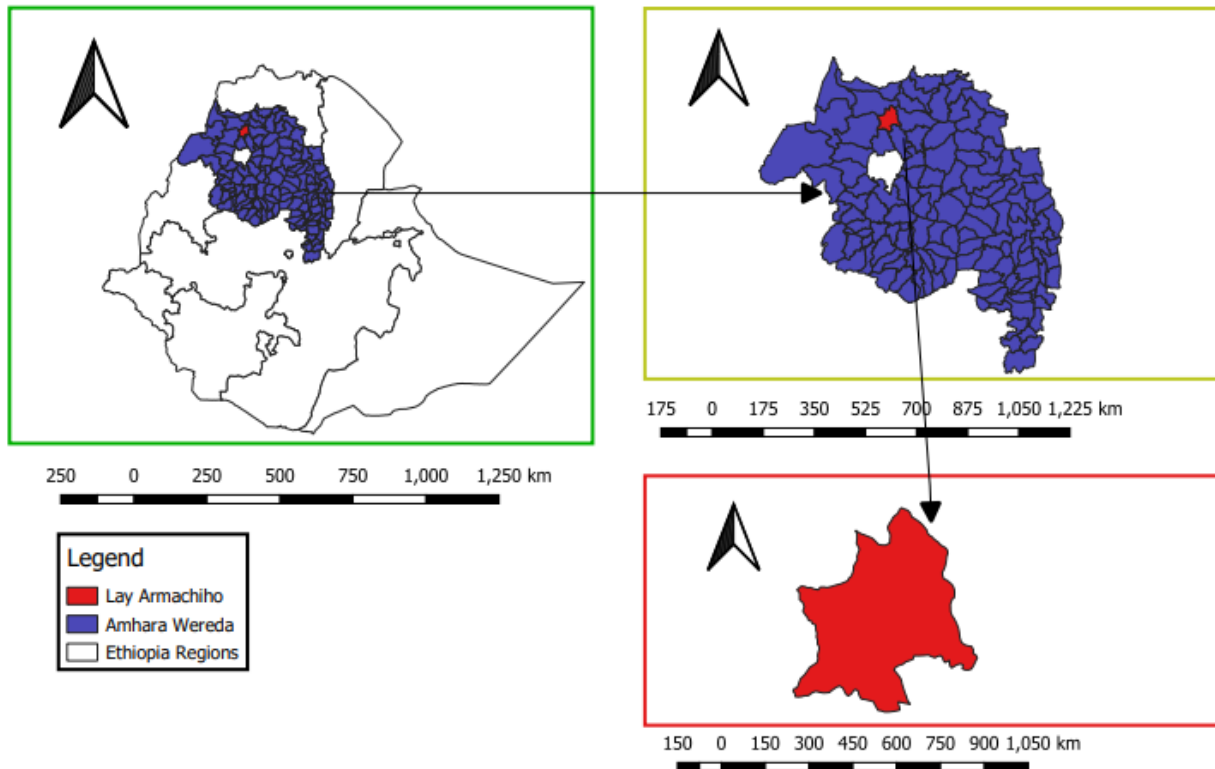 250 0 250 500 750 1,000 1,250 km
Legend
Lay Armachiho
Amhara Wereda
Ethiopia Regions
175 0 175 350 525 700 875 1,050 1,225 km
150 0 150 300 450 600 750 900 1,050 km